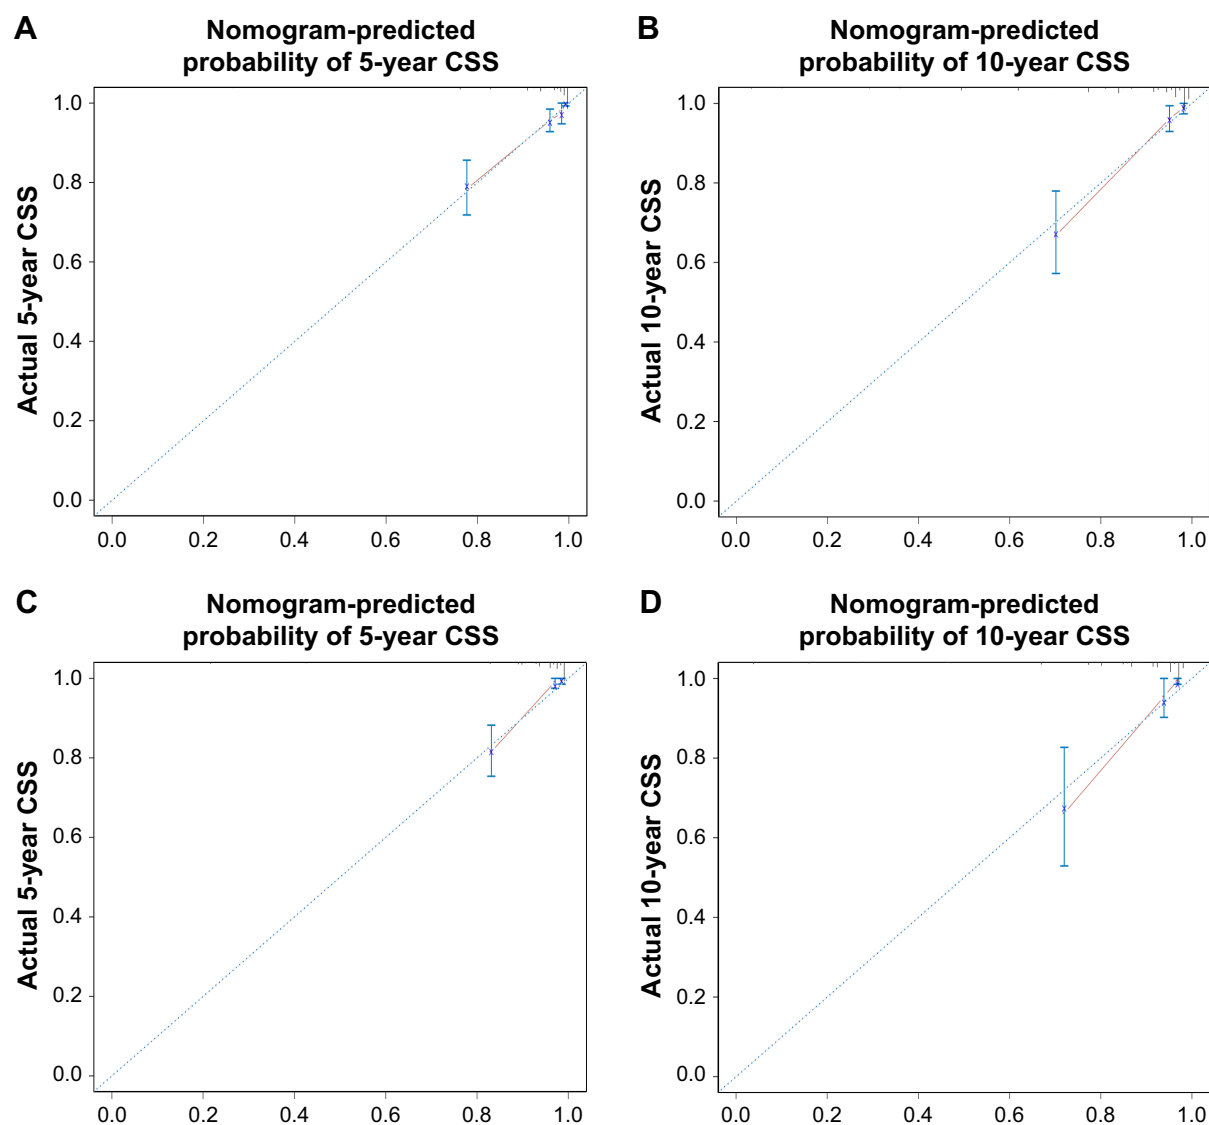 A
Nomogram-predicted
probability of 5-year CSS
Actual 5-year CSS
1.0
0.8
0.6
0.4
0.2
0.0
0.0 0.2 0.4 0.6 0.8 1.0
B
Nomogram-predicted
probability of 10-year CSS
Actual 10-year CSS
1.0
0.8
0.6
0.4
0.2
0.0
0.0 0.2 0.4 0.6 0.8 1.0
C
Nomogram-predicted
probability of 5-year CSS
Actual 5-year CSS
1.0
0.8
0.6
0.4
0.2
0.0
0.0 0.2 0.4 0.6 0.8 1.0
D
Nomogram-predicted
probability of 10-year CSS
Actual 10-year CSS
1.0
0.8
0.6
0.4
0.2
0.0
0.0 0.2 0.4 0.6 0.8 1.0